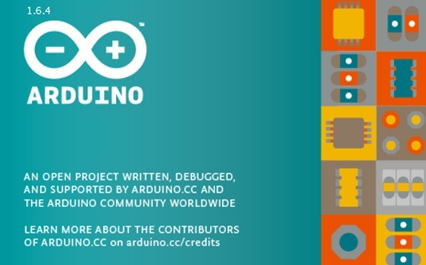 1.6.4
ARDUINO
AN OPEN PROJECT WRITTEN, DEBUGGED,
AND SUPPORTED BY ARDUINO.CC AND
THE ARDUINO COMMUNITY WORLDWIDE
LEARN MORE ABOUT THE CONTRIBUTORS
OF ARDUINO.CC on arduino.cc/credits